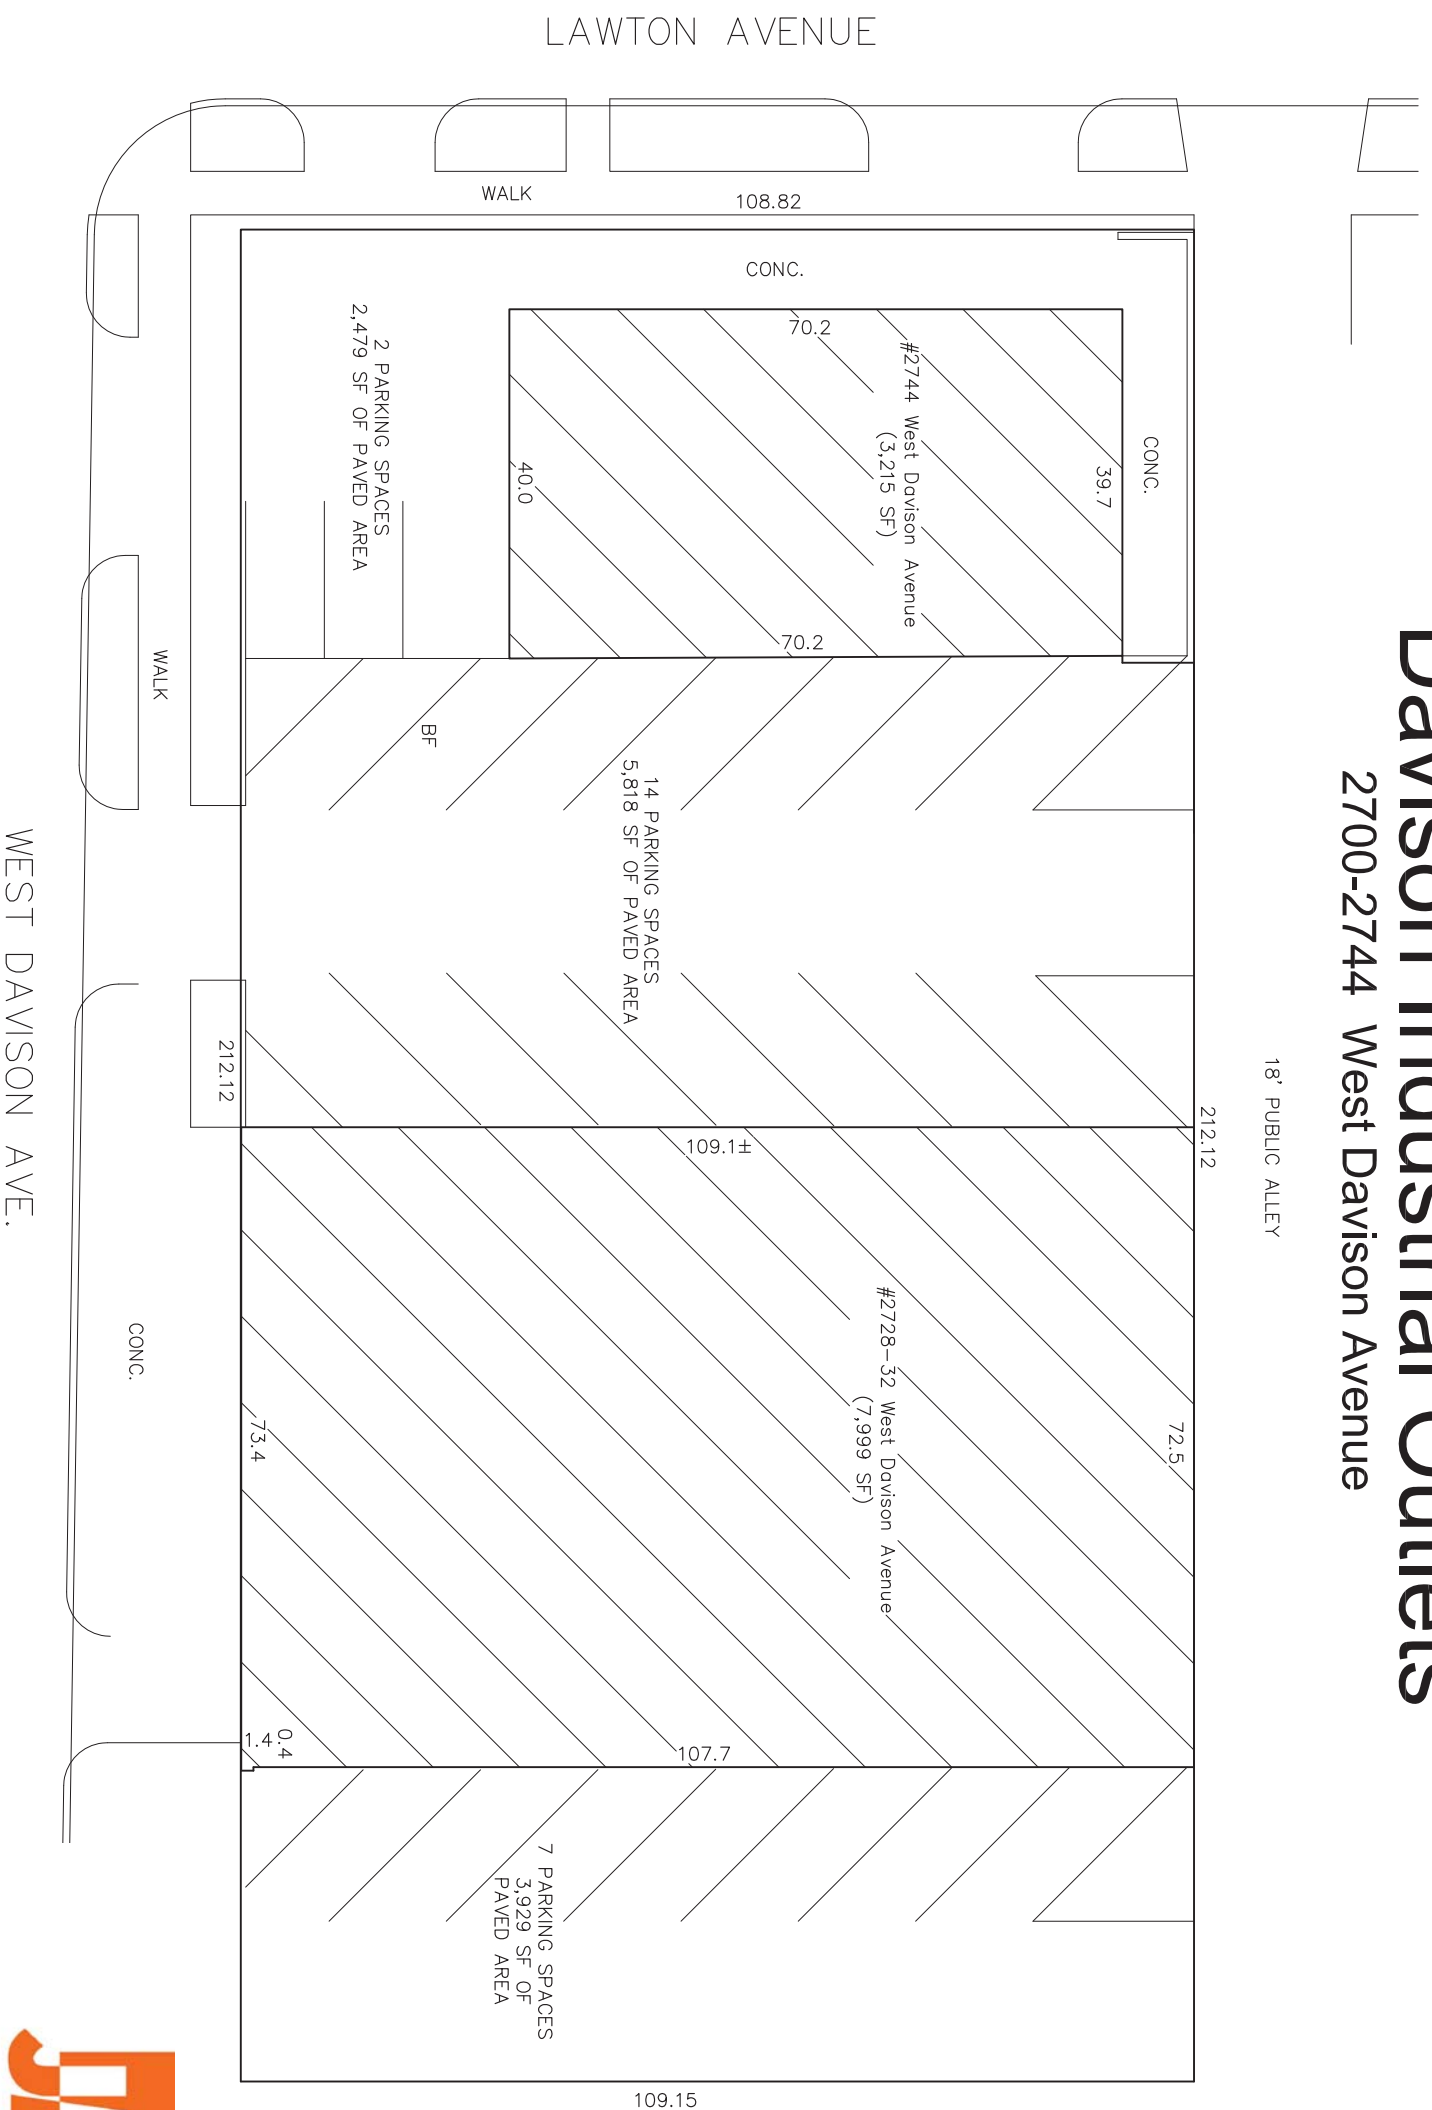 Davison Industrial Outlets
2700-2744 West Davison Avenue
18' PUBLIC ALLEY
212.12
LAWTON AVENUE
WALK
108.82
CONC.
CONC.
39.7
70.2
#2744 West Davison Avenue
(3,215 SF)
70.2
40.0
2 PARKING SPACES
2,479 SF OF PAVED AREA
BF
14 PARKING SPACES
5,818 SF OF PAVED AREA
72.5
109.1±
#2728-32 West Davison Avenue
(7,999 SF)
107.7
73.4
0.4
1.4
7 PARKING SPACES
3,929 SF OF
PAVED AREA
109.15
212.12
WALK
CONC.
WEST DAVISON AVE.